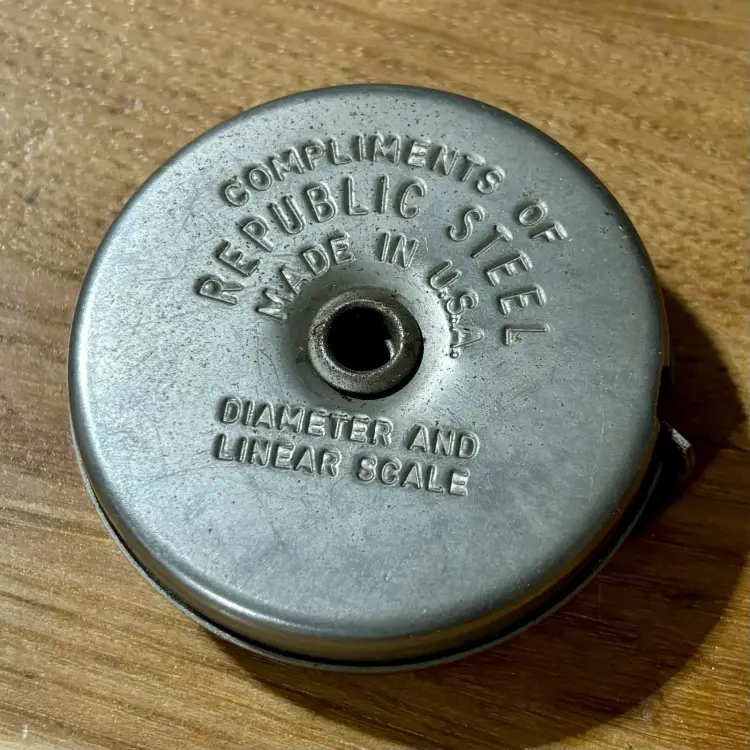 COMPLIMENTS OF
REPUBLIC STEEL
MADE IN U.S.A.
DIAMETER AND
LINEAR SCALE